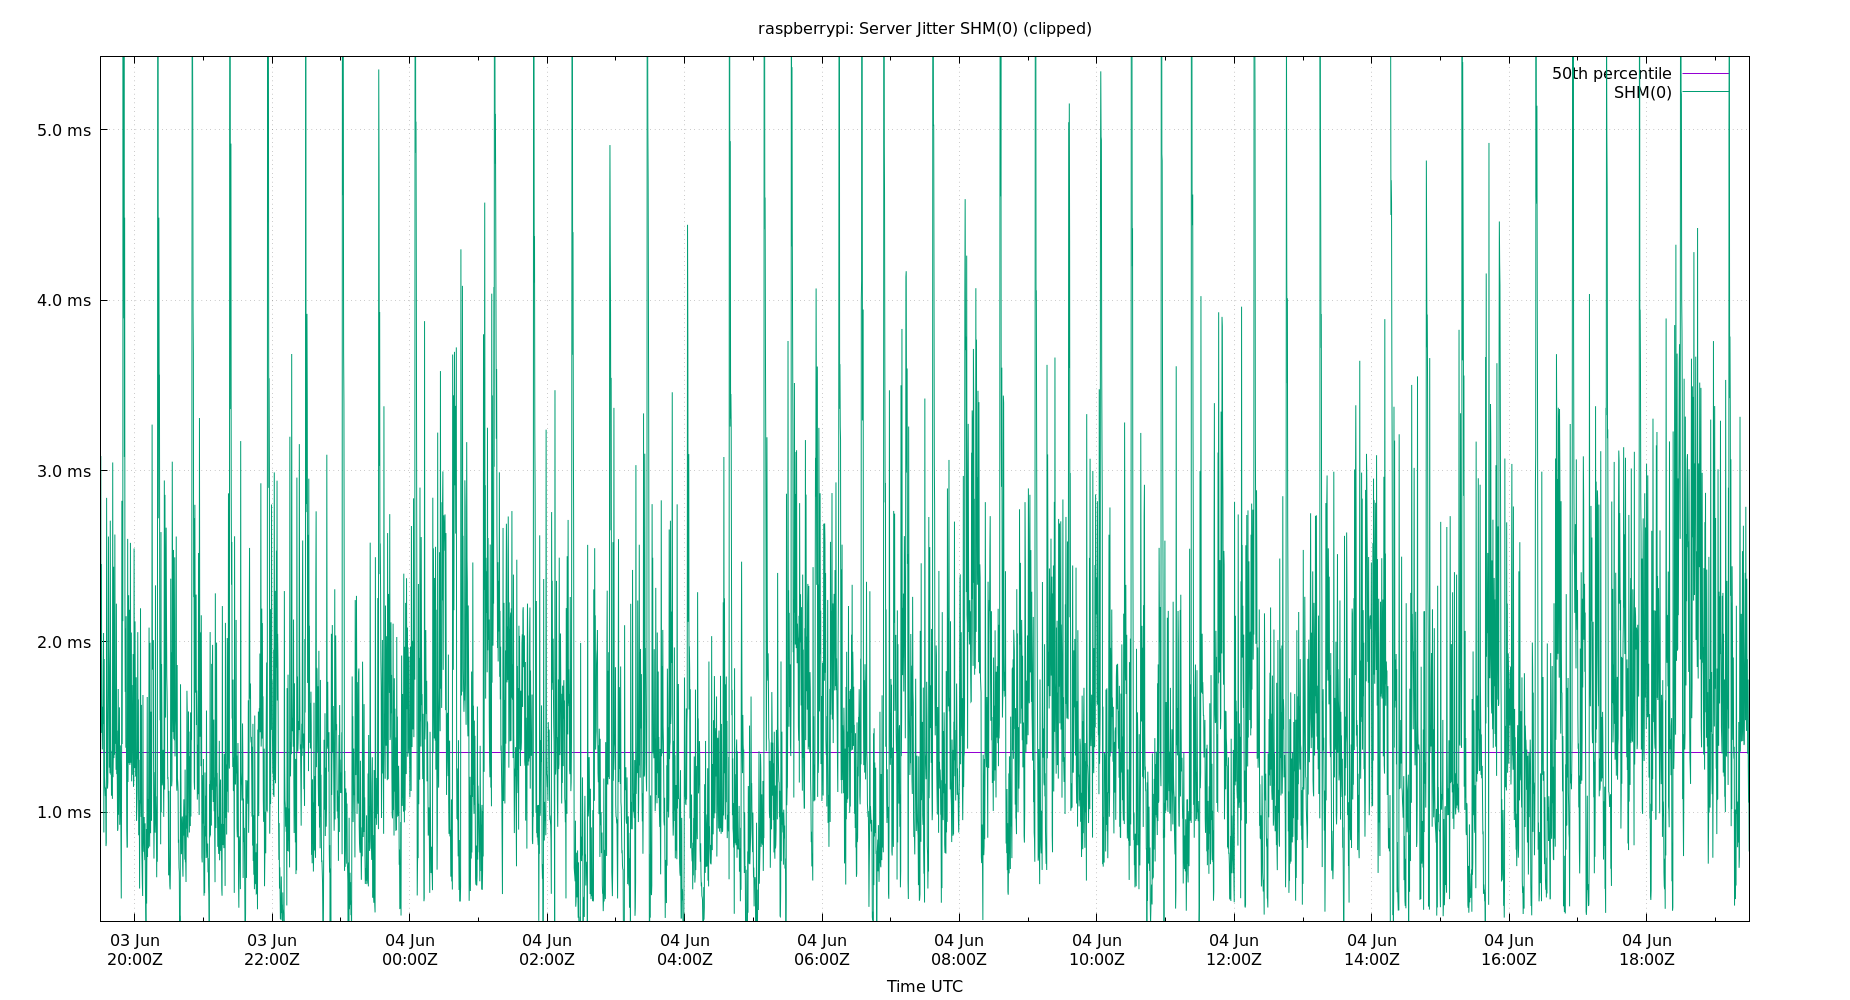 raspberrypi: Server Jitter SHM(0) (clipped)
50th percentile
SHM(0)
5.0 ms
4.0 ms
3.0 ms
2.0 ms
1.0 ms
03 Jun 03 Jun 04 Jun 04 Jun 04 Jun 04 Jun 04 Jun 04 Jun 04 Jun 04 Jun 04 Jun 04 Jun
20:00Z 22:00Z 00:00Z 02:00Z 04:00Z 06:00Z 08:00Z 10:00Z 12:00Z 14:00Z 16:00Z 18:00Z
Time UTC